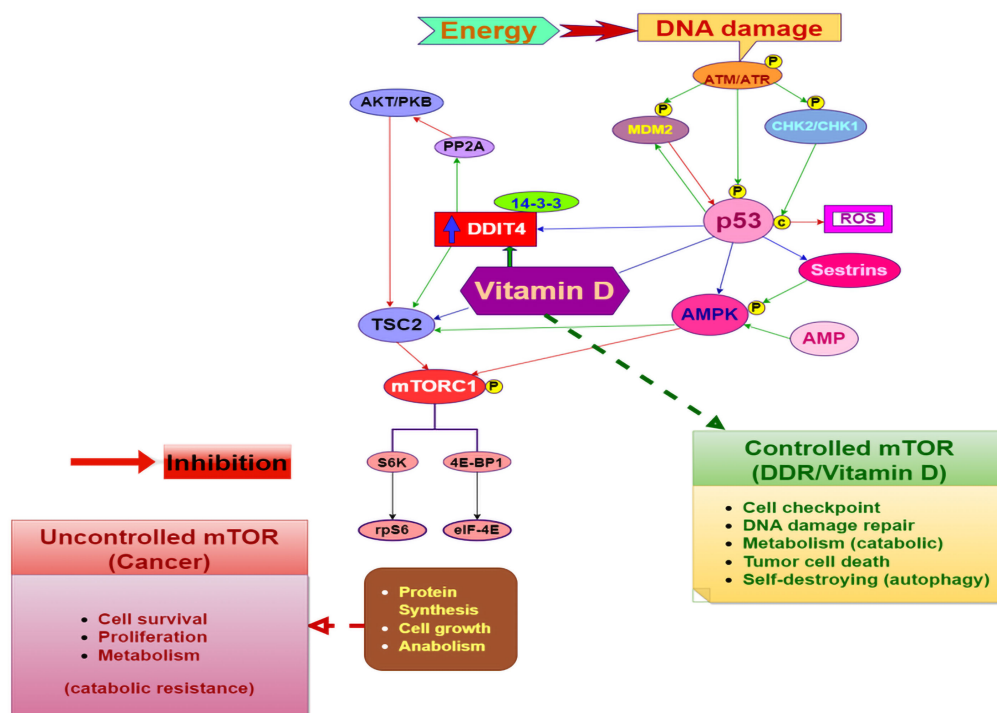 Energy
DNA damage
P
ATM/ATR
AKT/PKB
P
P
MDM2
CHK2/CHK1
PP2A
P
14-3-3
p53
c
ROS
DDIT4
Sestrins
Vitamin D
AMPK
P
TSC2
AMP
mTORC1
P
Inhibition
S6K
4E-BP1
rpS6
eIF-4E
Controlled mTOR
(DDR/Vitamin D)
• Cell checkpoint
• DNA damage repair
• Metabolism (catabolic)
• Tumor cell death
• Self-destroying (autophagy)
Uncontrolled mTOR
(Cancer)
• Cell survival
• Proliferation
• Metabolism
(catabolic resistance)
• Protein
Synthesis
• Cell growth
• Anabolism